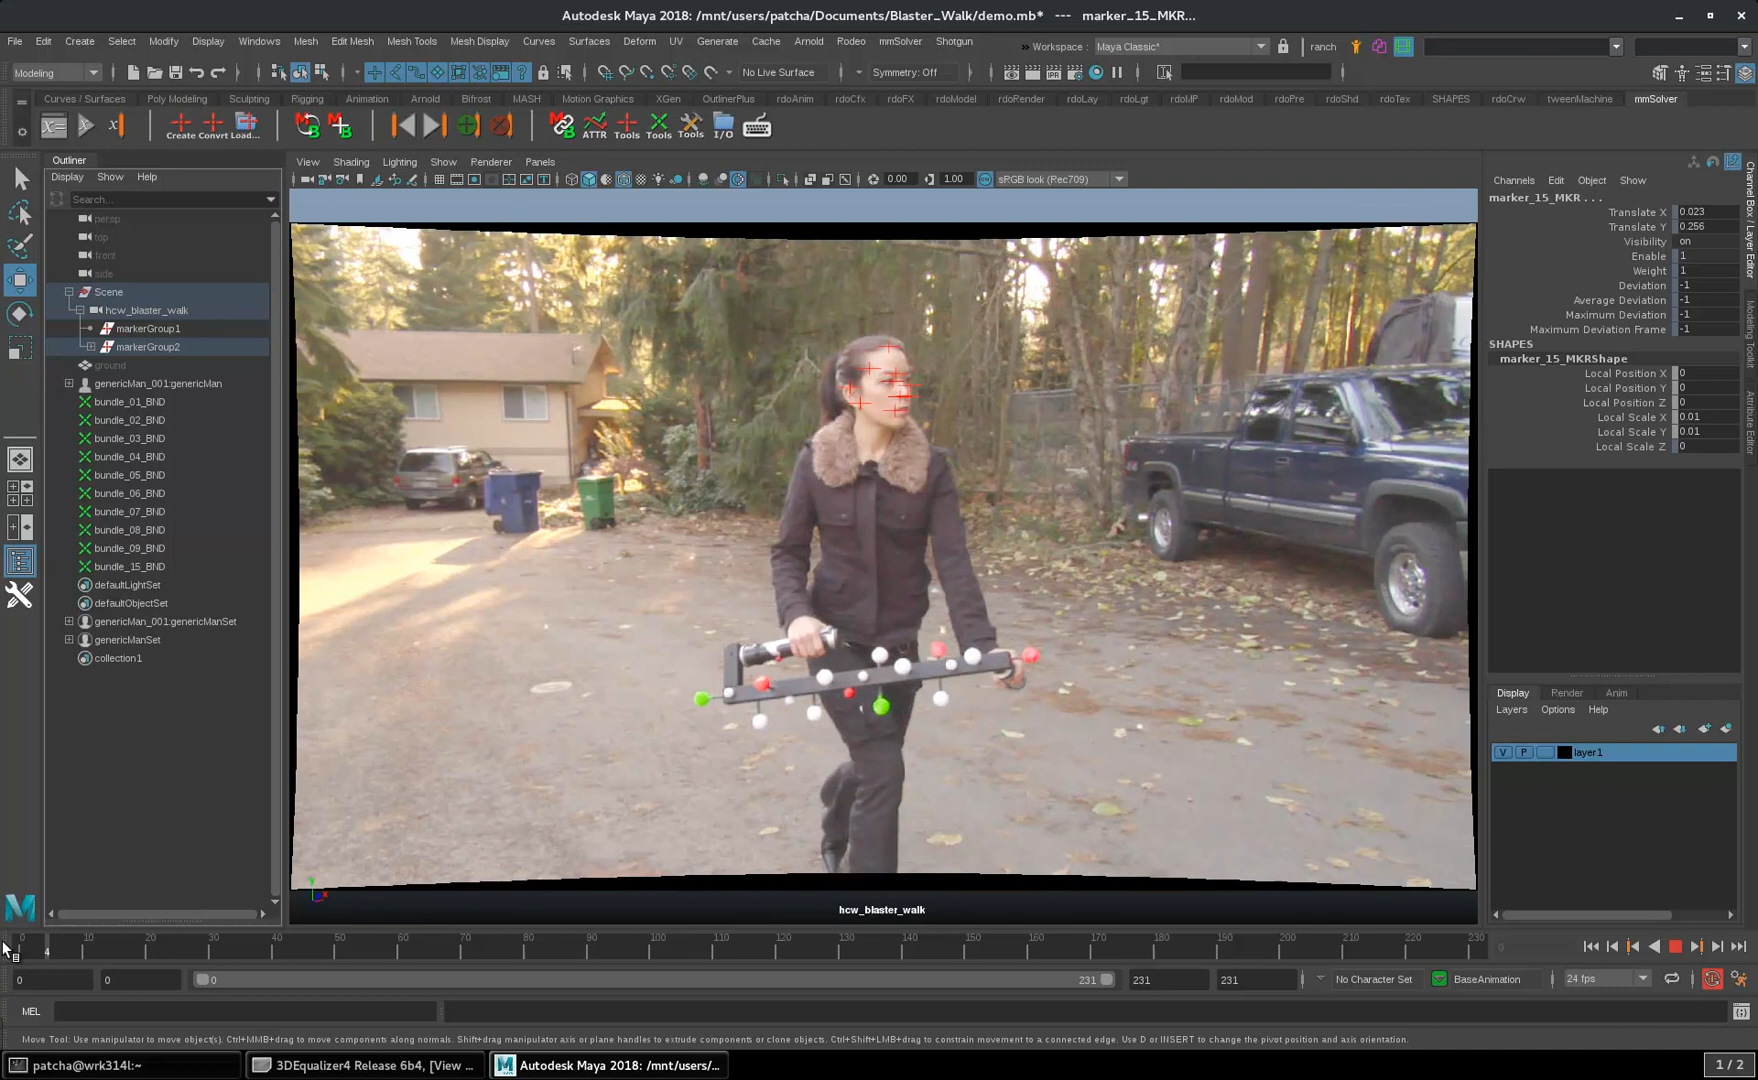 Autodesk Maya 2018: /mnt/users/patcha/Documents/Blaster_Walk/demo.mb* --- marker_15_MKR...
File Edit Create Select Modify Display Windows Mesh Edit Mesh Mesh Tools Mesh Display Curves Surfaces Deform UV Generate Cache Arnold Rodeo mmSolver Shotgun
Workspace : Maya Classic* ranch
Modeling No Live Surface Symmetry: Off
Curves / Surfaces Poly Modeling Sculpting Rigging Animation Arnold Bifrost MASH Motion Graphics XGen OutlinerPlus rdoAnim rdoCfx rdoFX rdoModel rdoRender rdoLay rdoLgt rdoMP rdoMod rdoPre rdoShd rdoTex SHAPES rdoCrw tweenMachine mmSolver
Create Convrt Load... ATTR Tools Tools Tools I/O
Outliner
Display Show Help
Search...
persp
top
front
side
Scene
hcw_blaster_walk
markerGroup1
markerGroup2
ground
genericMan_001:genericMan
bundle_01_BND
bundle_02_BND
bundle_03_BND
bundle_04_BND
bundle_05_BND
bundle_06_BND
bundle_07_BND
bundle_08_BND
bundle_09_BND
bundle_15_BND
defaultLightSet
defaultObjectSet
genericMan_001:genericManSet
genericManSet
collection1
View Shading Lighting Show Renderer Panels
0.00 1.00 sRGB look (Rec709)
hcw_blaster_walk
Channels Edit Object Show
marker_15_MKR . . .
Translate X 0.023
Translate Y 0.256
Visibility on
Enable 1
Weight 1
Deviation -1
Average Deviation -1
Maximum Deviation -1
Maximum Deviation Frame -1
SHAPES
marker_15_MKRShape
Local Position X 0
Local Position Y 0
Local Position Z 0
Local Scale X 0.01
Local Scale Y 0.01
Local Scale Z 0
Channel Box / Layer Editor
Modeling Toolkit
Attribute Editor
Display Render Anim
Layers Options Help
V P layer1
0 10 20 30 40 50 60 70 80 90 100 110 120 130 140 150 160 170 180 190 200 210 220 230
4
0
0 0 0 231 231 231 No Character Set BaseAnimation 24 fps
MEL
Move Tool: Use manipulator to move object(s). Ctrl+MMB+drag to move components along normals. Shift+drag manipulator axis or plane handles to extrude components or clone objects. Ctrl+Shift+LMB+drag to constrain movement to a connected edge. Use D or INSERT to change the pivot position and axis orientation.
patcha@wrk314l:~ 3DEqualizer4 Release 6b4, [View ... Autodesk Maya 2018: /mnt/users/... 1 / 2